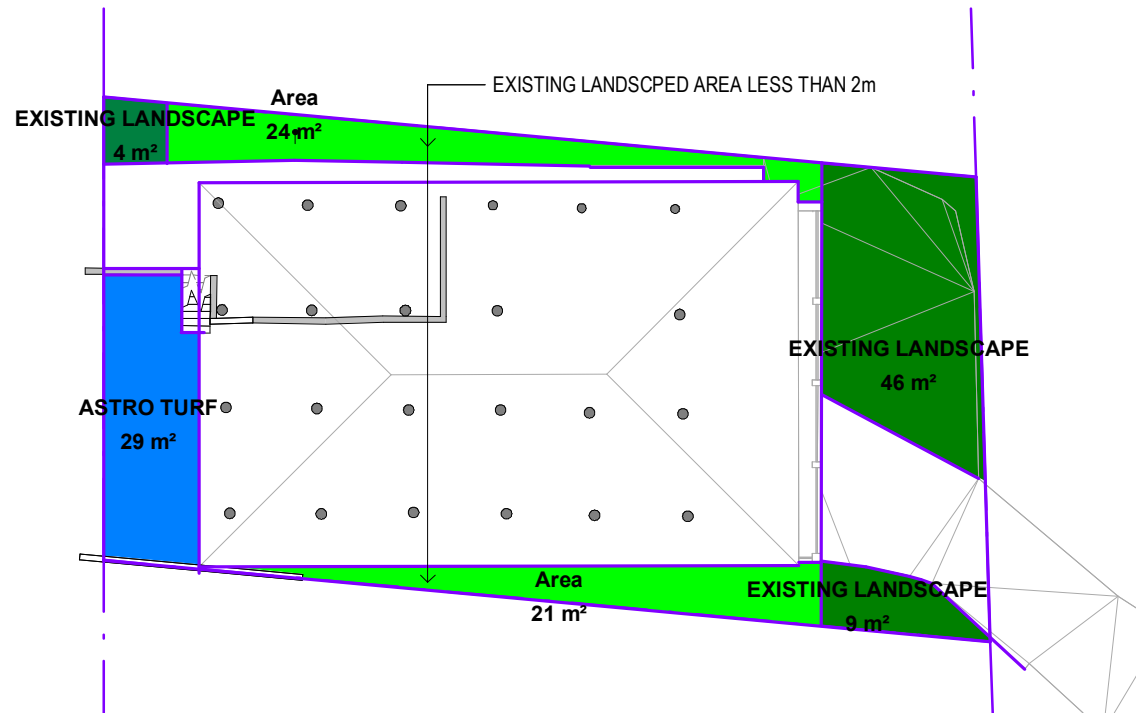 EXISTING LANDSCPED AREA LESS THAN 2m
Area
24 m²
EXISTING LANDSCAPE
4 m²
EXISTING LANDSCAPE
46 m²
ASTRO TURF
29 m²
Area
21 m²
EXISTING LANDSCAPE
9 m²